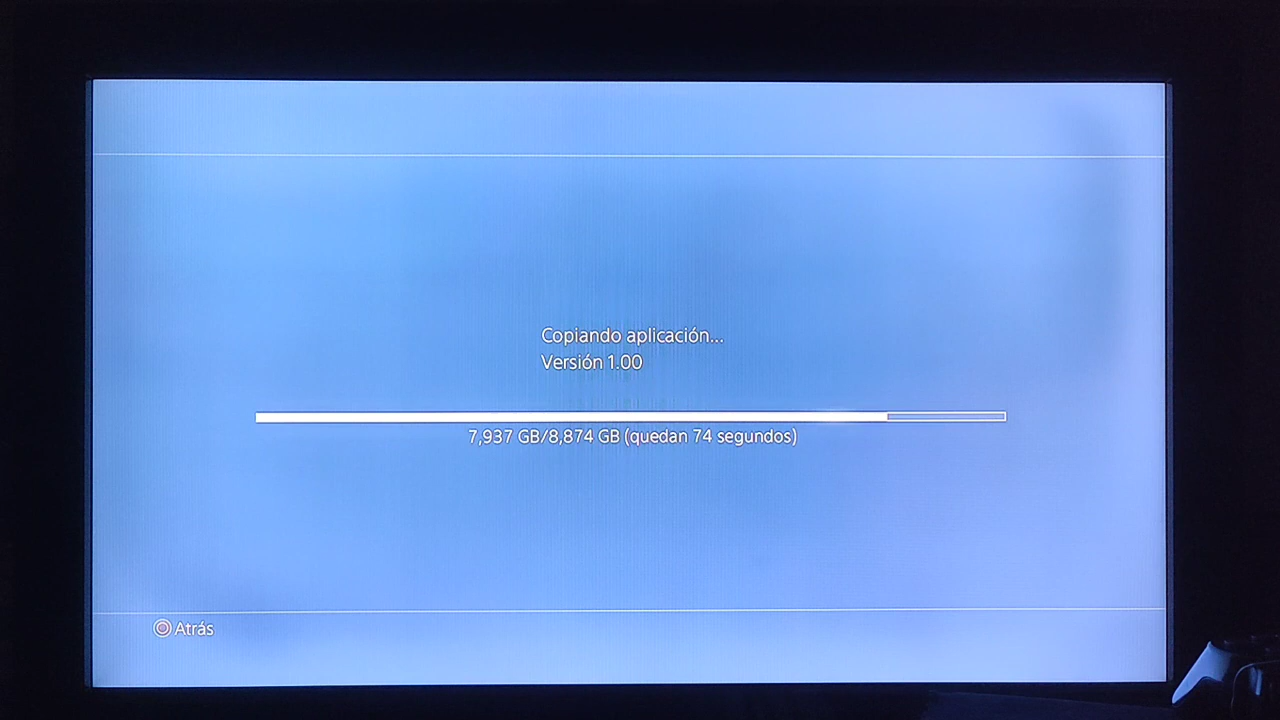 Copiando aplicación...
Versión 1.00
7,937 GB/8,874 GB (quedan 74 segundos)
Atrás